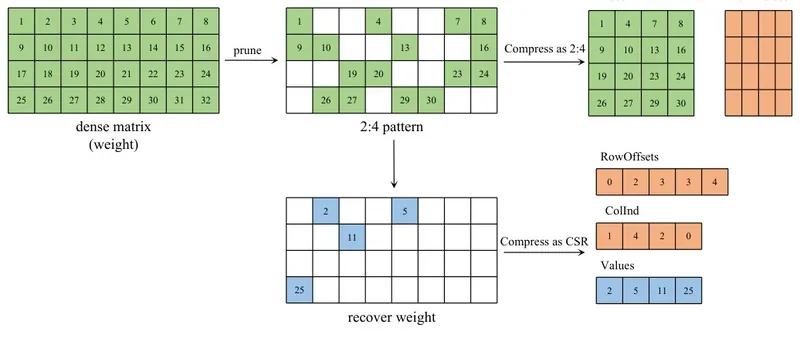 1 2 3 4 5 6 7 8
9 10 11 12 13 14 15 16
17 18 19 20 21 22 23 24
25 26 27 28 29 30 31 32
dense matrix
(weight)
prune
1 4 7 8
9 10 13 16
19 20 23 24
26 27 29 30
2:4 pattern
Compress as 2:4
1 4 7 8
9 10 13 16
19 20 23 24
26 27 29 30
2 5
11
25
recover weight
Compress as CSR
RowOffsets
0 2 3 3 4
ColInd
1 4 2 0
Values
2 5 11 25